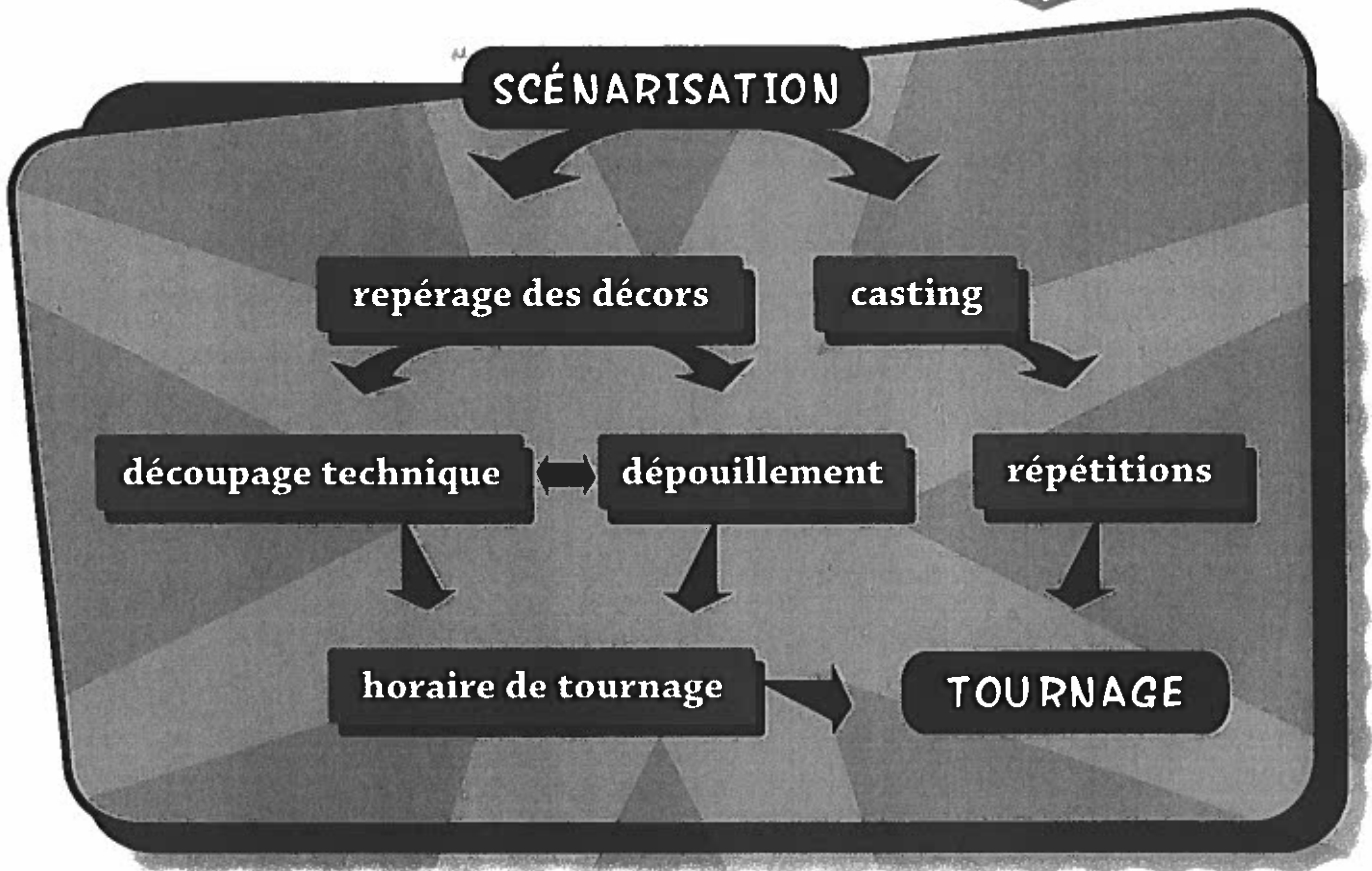 SCÉNARISATION
repérage des décors
casting
découpage technique
dépouillement
répétitions
horaire de tournage
TOURNAGE